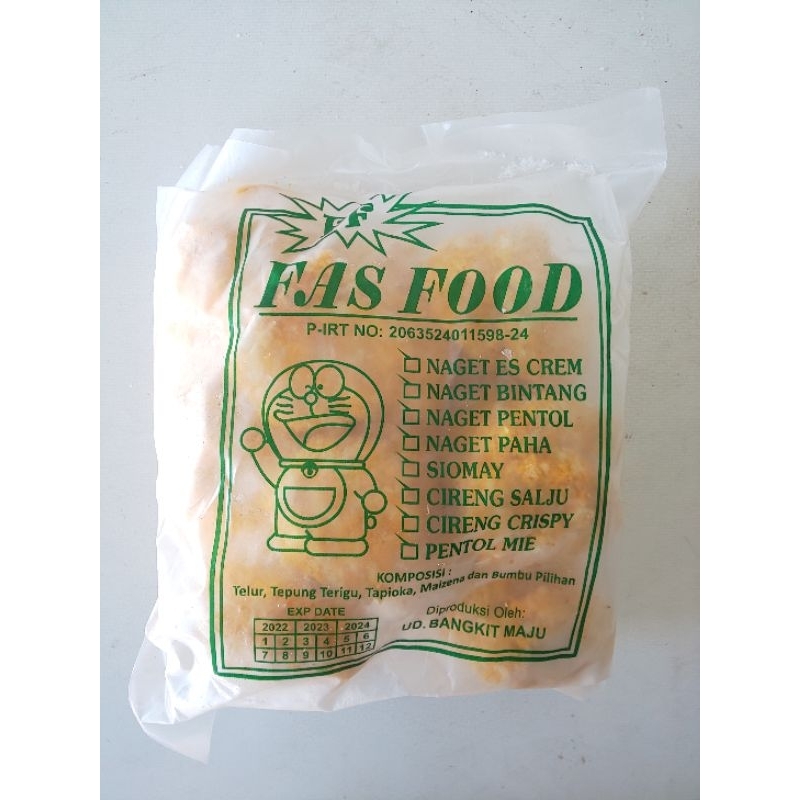 FF
FAS FOOD
P-IRT NO: 2063524011598-24
NAGET ES CREM
NAGET BINTANG
NAGET PENTOL
NAGET PAHA
SIOMAY
CIRENG SALJU
CIRENG CRISPY
PENTOL MIE
KOMPOSISI :
Telur, Tepung Terigu, Tapioka, Maizena dan Bumbu Pilihan
EXP DATE
2022 2023 2024
1 2 3 4 5 6
7 8 9 10 11 12
Diproduksi Oleh:
UD. BANGKIT MAJU